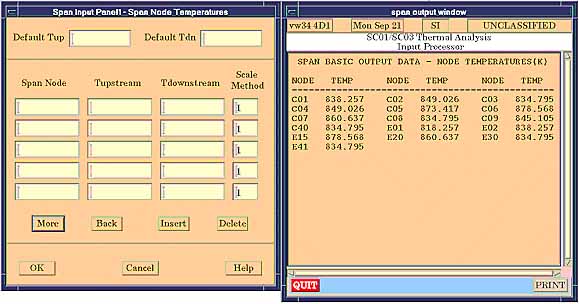 Span Input Panel1 - Span Node Temperatures
Default Tup
Default Tdn
Span Node Tupstream Tdownstream Scale Method
1
1
1
1
1
More Back Insert Delete
OK Cancel Help
span output window
vw34 4D1 Mon Sep 21 SI UNCLASSIFIED
SC01/SC03 Thermal Analysis
Input Processor
SPAN BASIC OUTPUT DATA - NODE TEMPERATURES(K)
NODE TEMP NODE TEMP NODE TEMP
C01 838.257 C02 849.026 C03 834.795
C04 849.026 C05 873.417 C06 878.568
C07 860.637 C08 834.795 C09 845.105
C40 834.795 E01 818.257 E02 838.257
E15 878.568 E20 860.637 E30 834.795
E41 834.795
QUIT PRINT